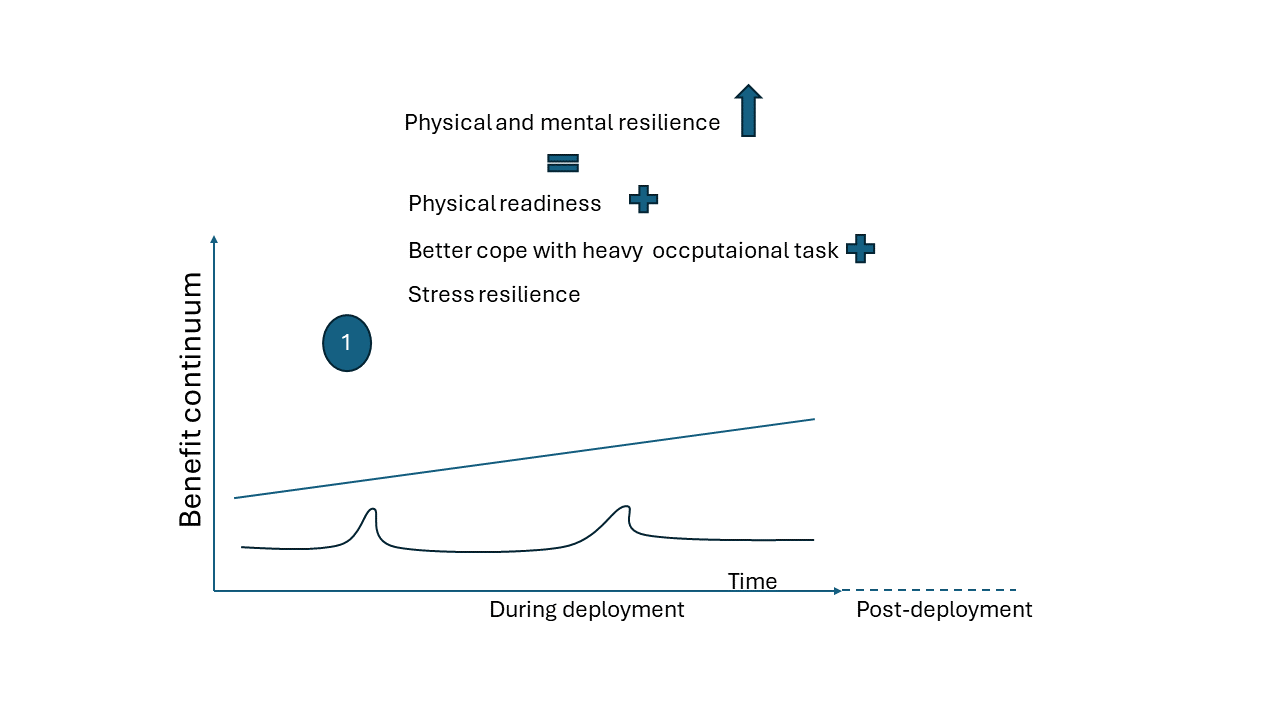 Physical and mental resilience
Physical readiness
Better cope with heavy occputaional task
Stress resilience
1
Benefit continuum
Time
During deployment
Post-deployment